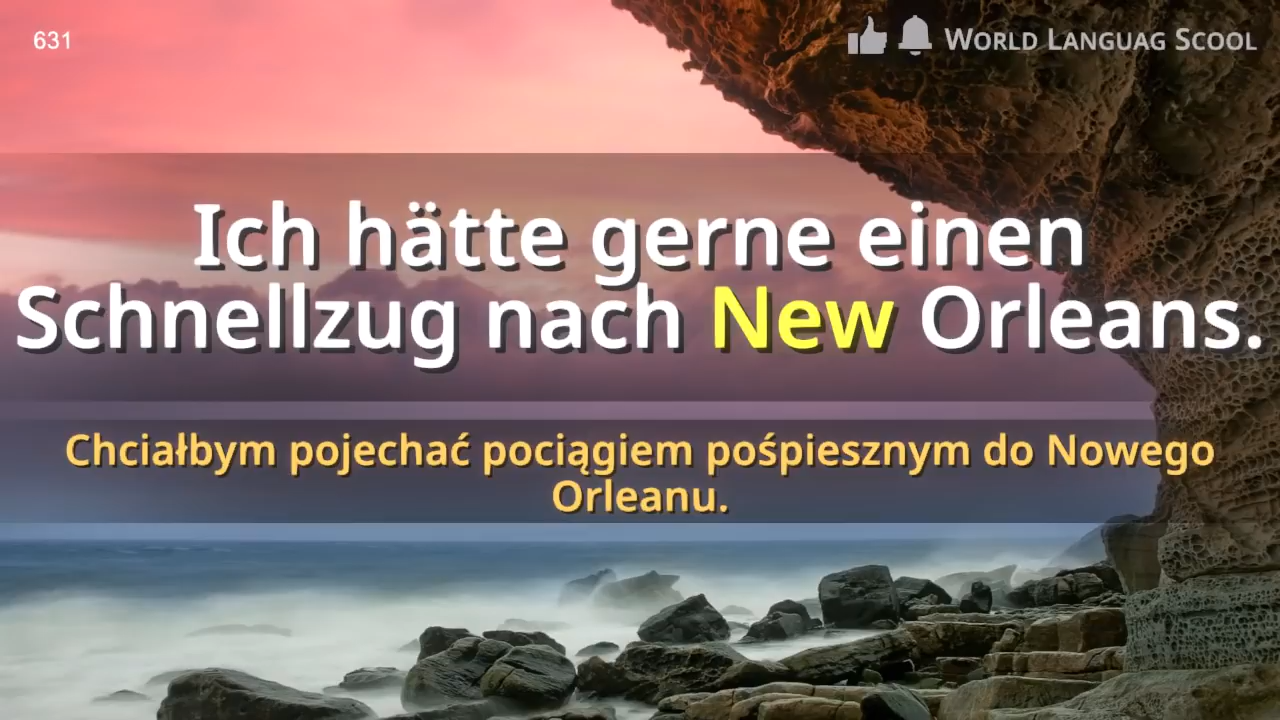 631
World Languag Scool
Ich hätte gerne einen
Schnellzug nach New Orleans.
Chciałbym pojechać pociągiem pośpiesznym do Nowego
Orleanu.